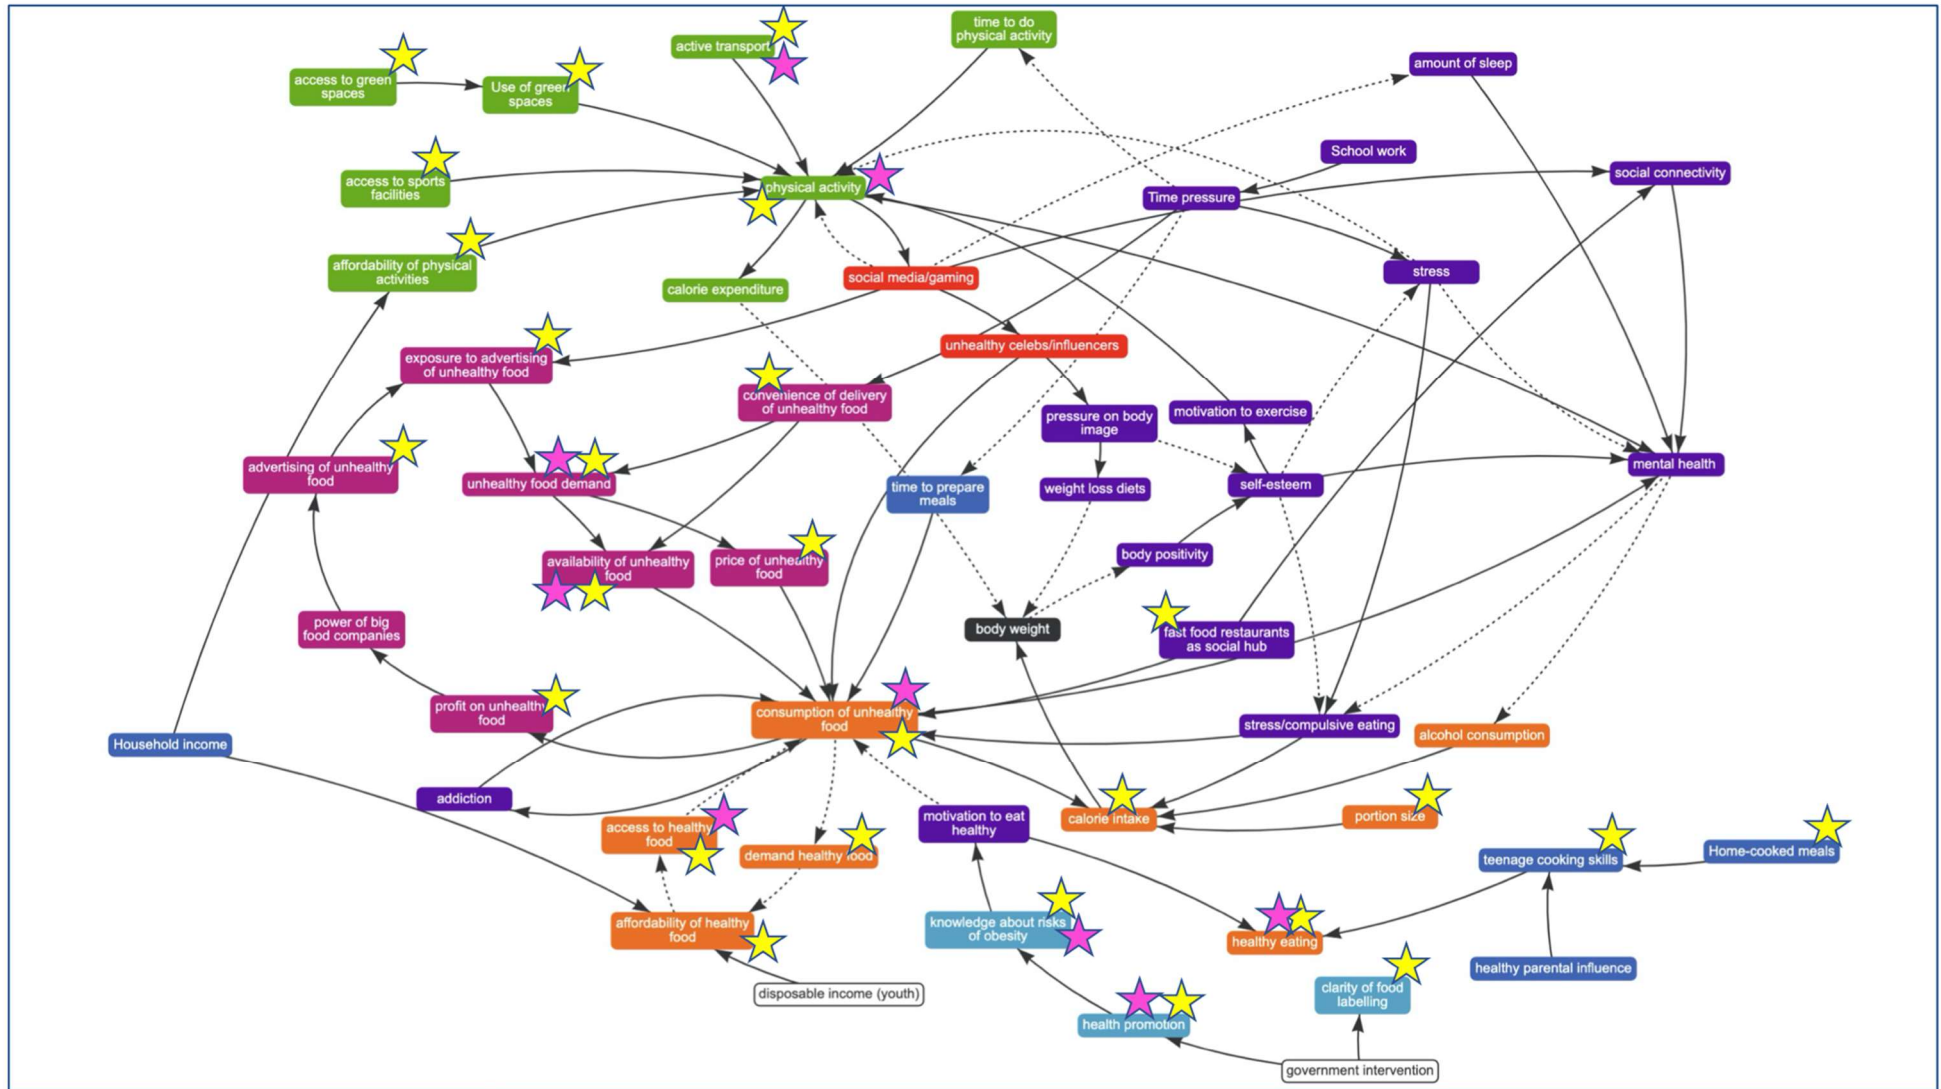 time to do
physical activity
active transport
amount of sleep
access to green
spaces
Use of green
spaces
School work
social connectivity
access to sports
facilities
physical activity
Time pressure
affordability of physical
activities
stress
social media/gaming
calorie expenditure
unhealthy celebs/influencers
exposure to advertising
of unhealthy food
convenience of delivery
of unhealthy food
pressure on body
image
motivation to exercise
advertising of unhealthy
food
unhealthy food demand
time to prepare
meals
weight loss diets
self-esteem
mental health
availability of unhealthy
food
price of unhealthy
food
body positivity
power of big
food companies
body weight
fast food restaurants
as social hub
profit on unhealthy
food
consumption of unhealthy
food
stress/compulsive eating
alcohol consumption
Household income
addiction
access to healthy
food
demand healthy food
motivation to eat
healthy
calorie intake
portion size
teenage cooking skills
Home-cooked meals
affordability of healthy
food
knowledge about risks
of obesity
healthy eating
healthy parental influence
disposable income (youth)
clarity of food
labelling
health promotion
government intervention